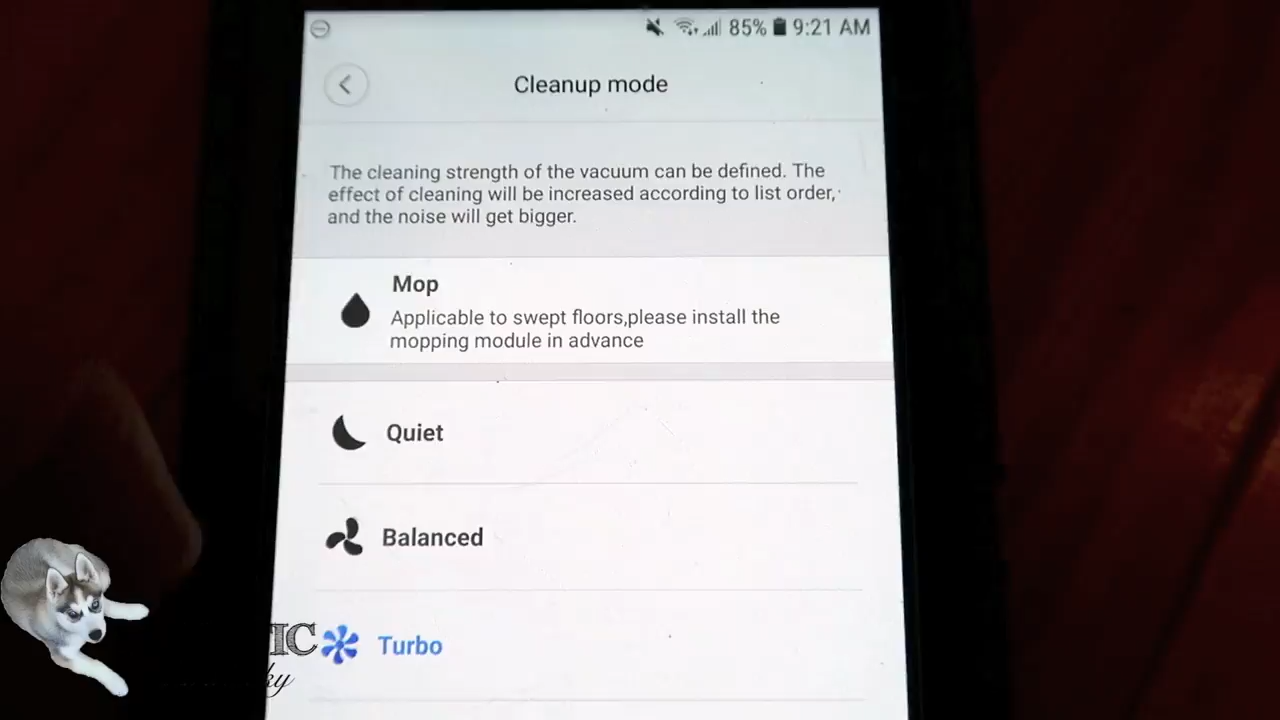 85% 9:21 AM
Cleanup mode
The cleaning strength of the vacuum can be defined. The
effect of cleaning will be increased according to list order,
and the noise will get bigger.
Mop
Applicable to swept floors,please install the
mopping module in advance
Quiet
Balanced
Turbo